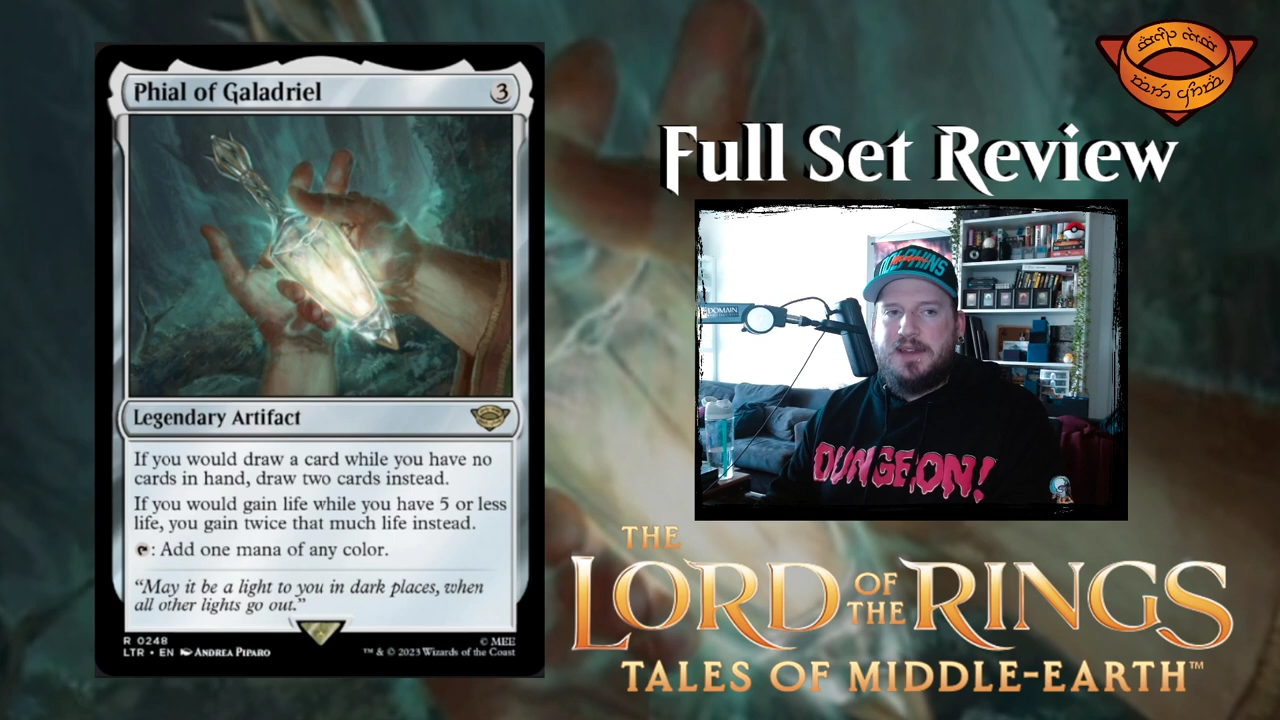 Phial of Galadriel
3
Legendary Artifact
If you would draw a card while you have no
cards in hand, draw two cards instead.
If you would gain life while you have 5 or less
life, you gain twice that much life instead.
: Add one mana of any color.
“May it be a light to you in dark places, when
all other lights go out.”
R 0248
LTR • EN ANDREA PIPARO
© MEE
™ & © 2023 Wizards of the Coast
Full Set Review
DOLPHINS
DOMAIN
DUNGEON!
THE
LORD OF THE RINGS
TALES OF MIDDLE-EARTH™